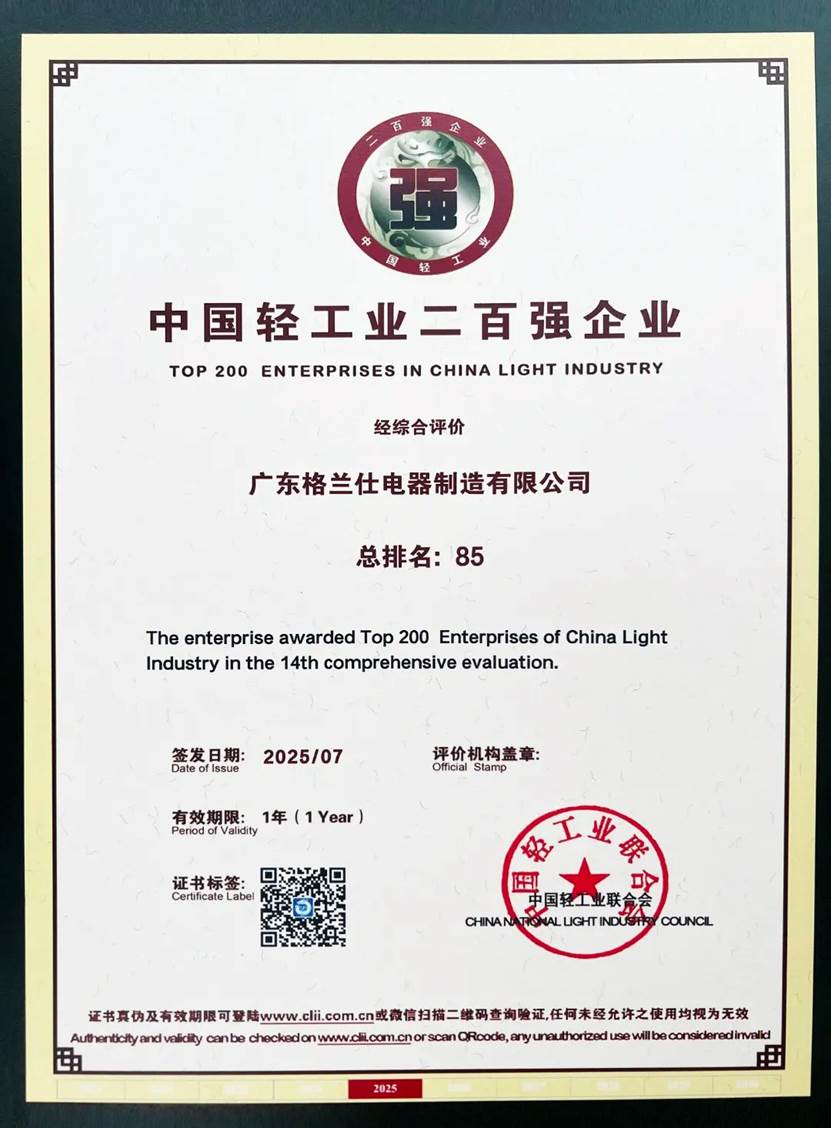 二百强企业
强
中国轻工业
中国轻工业二百强企业
TOP 200 ENTERPRISES IN CHINA LIGHT INDUSTRY
经综合评价
广东格兰仕电器制造有限公司
总排名: 85
The enterprise awarded Top 200 Enterprises of China Light
Industry in the 14th comprehensive evaluation.
签发日期: 2025/07
Date of Issue
评价机构盖章:
Official Stamp
有效期限: 1年（1 Year）
Period of Validity
证书标签:
Certificate Label
中国轻工业联合会
中国轻工业联合会
CHINA NATIONAL LIGHT INDUSTRY COUNCIL
证书真伪及有效期限可登陆www.clii.com.cn或微信扫描二维码查询验证,任何未经允许之使用均视为无效
Authenticity and validity can be checked on www.clii.com.cn or scan QRcode, any unauthorized use will be considered invalid
2025